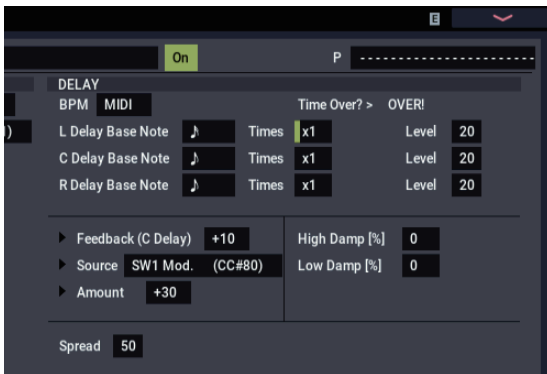 E
On P ------------------------
DELAY
BPM MIDI Time Over? > OVER!
1) L Delay Base Note ♪ Times x1 Level 20
C Delay Base Note ♪ Times x1 Level 20
R Delay Base Note ♪ Times x1 Level 20
Feedback (C Delay) +10 High Damp [%] 0
Source SW1 Mod. (CC#80) Low Damp [%] 0
Amount +30
Spread 50